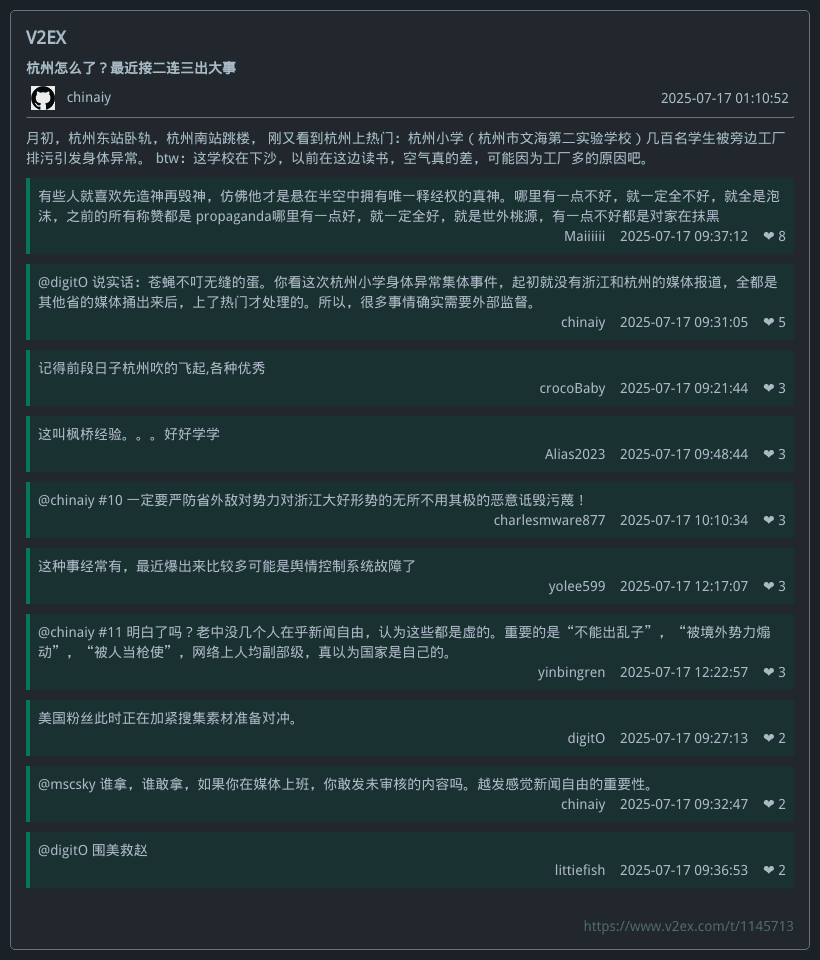 V2EX
杭州怎么了？最近接二连三出大事
chinaiy 2025-07-17 01:10:52
月初，杭州东站卧轨，杭州南站跳楼， 刚又看到杭州上热门：杭州小学（杭州市文海第二实验学校）几百名学生被旁边工厂
排污引发身体异常。 btw：这学校在下沙，以前在这边读书，空气真的差，可能因为工厂多的原因吧。
有些人就喜欢先造神再毁神，仿佛他才是悬在半空中拥有唯一释经权的真神。哪里有一点不好，就一定全不好，就全是泡
沫，之前的所有称赞都是 propaganda哪里有一点好，就一定全好，就是世外桃源，有一点不好都是对家在抹黑
Maiiiiii 2025-07-17 09:37:12 ❤ 8
@digitO 说实话：苍蝇不叮无缝的蛋。你看这次杭州小学身体异常集体事件，起初就没有浙江和杭州的媒体报道，全都是
其他省的媒体捅出来后，上了热门才处理的。所以，很多事情确实需要外部监督。
chinaiy 2025-07-17 09:31:05 ❤ 5
记得前段日子杭州吹的飞起,各种优秀
crocoBaby 2025-07-17 09:21:44 ❤ 3
这叫枫桥经验。。。好好学学
Alias2023 2025-07-17 09:48:44 ❤ 3
@chinaiy #10 一定要严防省外敌对势力对浙江大好形势的无所不用其极的恶意诋毁污蔑！
charlesmware877 2025-07-17 10:10:34 ❤ 3
这种事经常有，最近爆出来比较多可能是舆情控制系统故障了
yolee599 2025-07-17 12:17:07 ❤ 3
@chinaiy #11 明白了吗？老中没几个人在乎新闻自由，认为这些都是虚的。重要的是“不能出乱子”，“被境外势力煽
动”，“被人当枪使”，网络上人均副部级，真以为国家是自己的。
yinbingren 2025-07-17 12:22:57 ❤ 3
美国粉丝此时正在加紧搜集素材准备对冲。
digitO 2025-07-17 09:27:13 ❤ 2
@mscsky 谁拿，谁敢拿，如果你在媒体上班，你敢发未审核的内容吗。越发感觉新闻自由的重要性。
chinaiy 2025-07-17 09:32:47 ❤ 2
@digitO 围美救赵
littiefish 2025-07-17 09:36:53 ❤ 2
https://www.v2ex.com/t/1145713